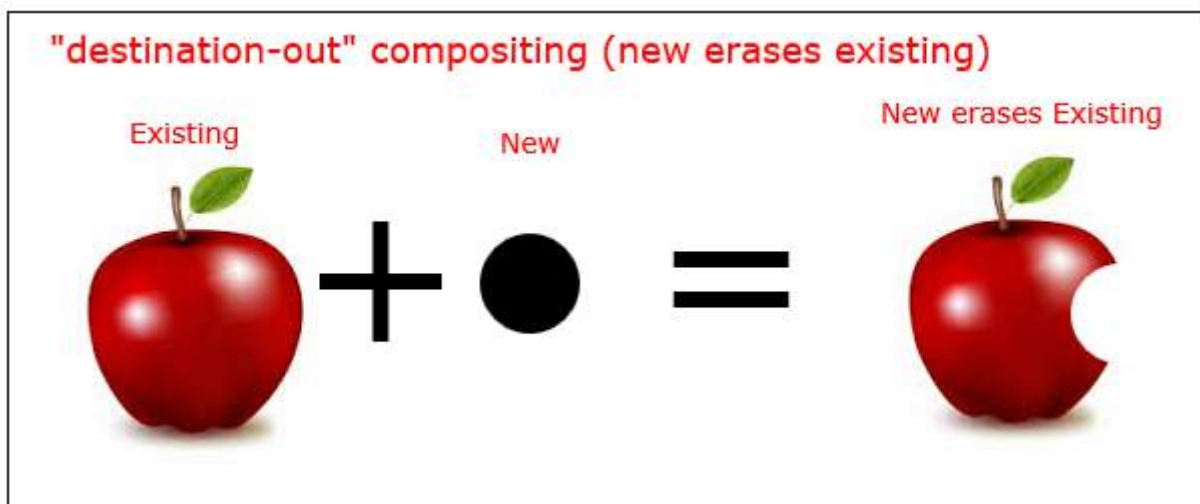 "destination-out" compositing (new erases existing)
Existing
New
New erases Existing